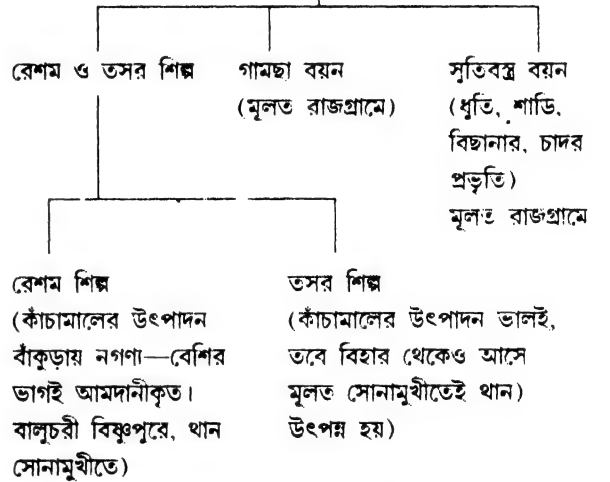 রেশম ও তসর শিল্প
গামছা বয়ন
(মূলত রাজগ্রামে)
সুতিবস্ত্র বয়ন
(ধুতি, শাড়ি,
বিছানার, চাদর
প্রভৃতি)
মূলত রাজগ্রামে
রেশম শিল্প
(কাঁচামালের উৎপাদন
বাঁকুড়ায় নগণ্য—বেশির
ভাগই আমদানীকৃত।
বালুচরী বিষ্ণুপুরে, থান
সোনামুখীতে)
তসর শিল্প
(কাঁচামালের উৎপাদন ভালই,
তবে বিহার থেকেও আসে
মূলত সোনামুখীতেই থান)
উৎপন্ন হয়)